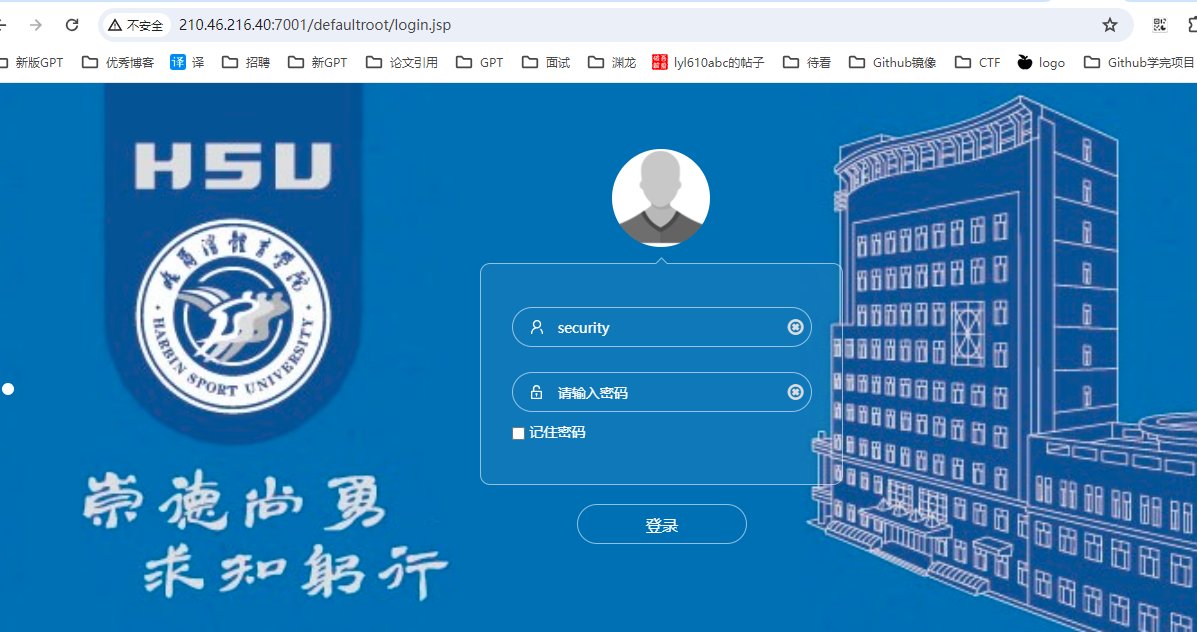 不安全 210.46.216.40:7001/defaultroot/login.jsp
新版GPT 优秀博客 译 译 招聘 新GPT 论文引用 GPT 面试 渊龙 lyl610abc的帖子 待看 Github镜像 CTF logo Github学完项目
HSU
哈尔滨體育学院
HARBIN SPORT UNIVERSITY
security
请输入密码
记住密码
登录
崇德尚勇
求知躬行